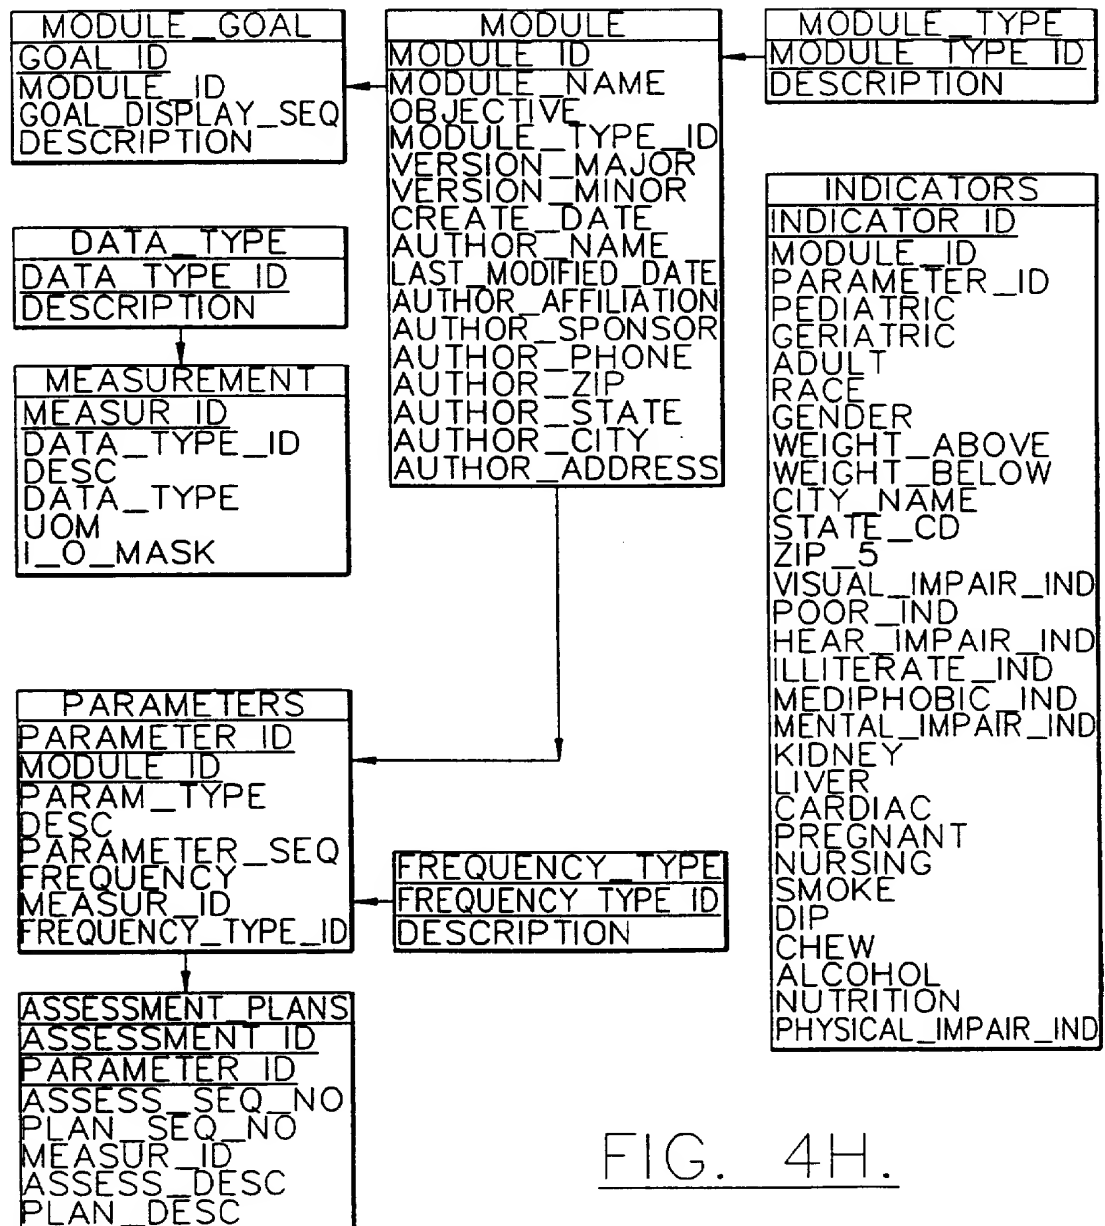 MODULE_GOAL
GOAL_ID
MODULE_ID
GOAL_DISPLAY_SEQ
DESCRIPTION
MODULE
MODULE_ID
MODULE_NAME
OBJECTIVE
MODULE_TYPE_ID
VERSION_MAJOR
VERSION_MINOR
CREATE_DATE
AUTHOR_NAME
LAST_MODIFIED_DATE
AUTHOR_AFFILIATION
AUTHOR_SPONSOR
AUTHOR_PHONE
AUTHOR_ZIP
AUTHOR_STATE
AUTHOR_CITY
AUTHOR_ADDRESS
MODULE_TYPE
MODULE_TYPE_ID
DESCRIPTION
DATA_TYPE
DATA_TYPE_ID
DESCRIPTION
MEASUREMENT
MEASUR_ID
DATA_TYPE_ID
DESC
DATA_TYPE
UOM
I_O_MASK
INDICATORS
INDICATOR_ID
MODULE_ID
PARAMETER_ID
PEDIATRIC
GERIATRIC
ADULT
RACE
GENDER
WEIGHT_ABOVE
WEIGHT_BELOW
CITY_NAME
STATE_CD
ZIP_5
VISUAL_IMPAIR_IND
POOR_IND
HEAR_IMPAIR_IND
ILLITERATE_IND
MEDIPHOBIC_IND
MENTAL_IMPAIR_IND
KIDNEY
LIVER
CARDIAC
PREGNANT
NURSING
SMOKE
DIP
CHEW
ALCOHOL
NUTRITION
PHYSICAL_IMPAIR_IND
PARAMETERS
PARAMETER_ID
MODULE_ID
PARAM_TYPE
DESC
PARAMETER_SEQ
FREQUENCY
MEASUR_ID
FREQUENCY_TYPE_ID
FREQUENCY_TYPE
FREQUENCY_TYPE_ID
DESCRIPTION
ASSESSMENT_PLANS
ASSESSMENT_ID
PARAMETER_ID
ASSESS_SEQ_NO
PLAN_SEQ_NO
MEASUR_ID
ASSESS_DESC
PLAN_DESC
FIG. 4H.